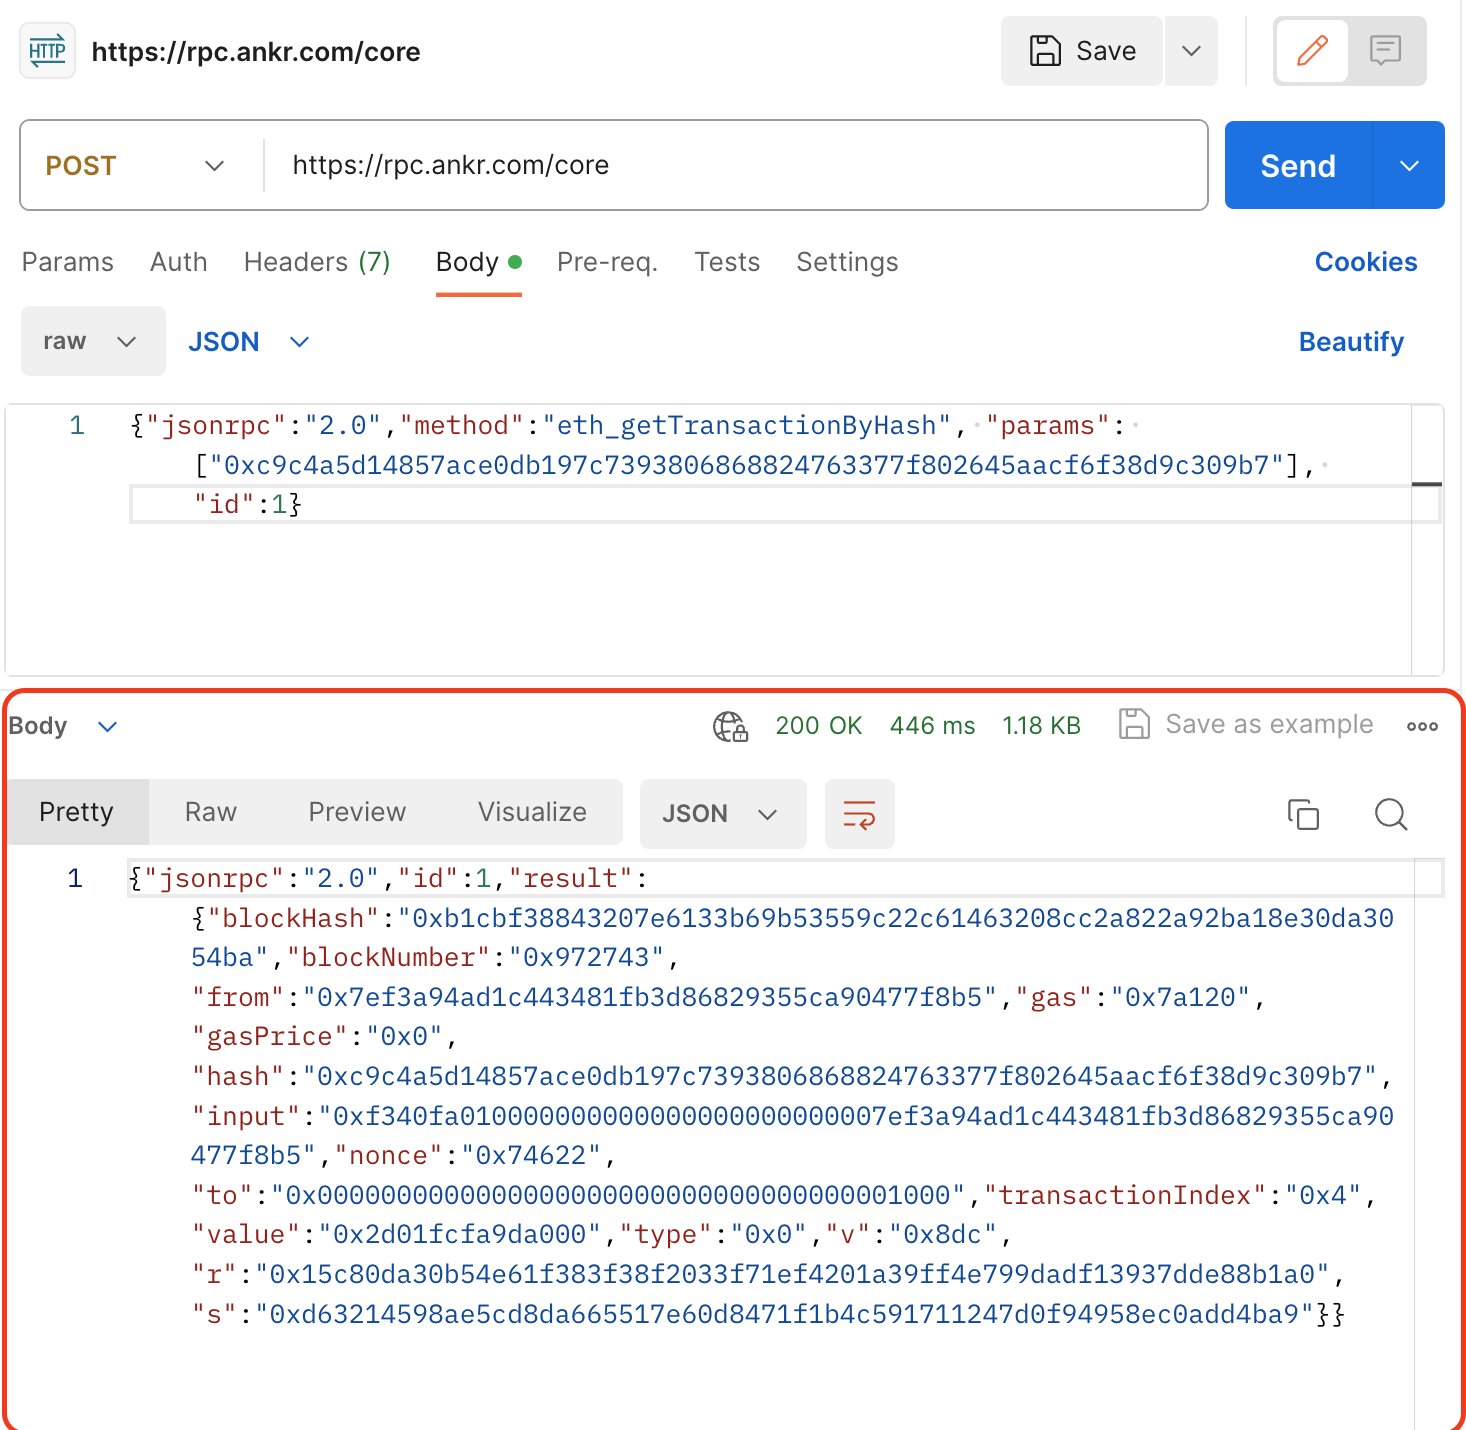 HTTP https://rpc.ankr.com/core Save
POST https://rpc.ankr.com/core Send
Params Auth Headers (7) Body Pre-req. Tests Settings Cookies
raw JSON Beautify
1 {"jsonrpc":"2.0","method":"eth_getTransactionByHash", "params":
["0xc9c4a5d14857ace0db197c7393806868824763377f802645aacf6f38d9c309b7"],
"id":1}
Body 200 OK 446 ms 1.18 KB Save as example
Pretty Raw Preview Visualize JSON
1 {"jsonrpc":"2.0","id":1,"result":
{"blockHash":"0xb1cbf38843207e6133b69b53559c22c61463208cc2a822a92ba18e30da30
54ba","blockNumber":"0x972743",
"from":"0x7ef3a94ad1c443481fb3d86829355ca90477f8b5","gas":"0x7a120",
"gasPrice":"0x0",
"hash":"0xc9c4a5d14857ace0db197c7393806868824763377f802645aacf6f38d9c309b7",
"input":"0xf340fa010000000000000000000000007ef3a94ad1c443481fb3d86829355ca90
477f8b5","nonce":"0x74622",
"to":"0x0000000000000000000000000000000000001000","transactionIndex":"0x4",
"value":"0x2d01fcfa9da000","type":"0x0","v":"0x8dc",
"r":"0x15c80da30b54e61f383f38f2033f71ef4201a39ff4e799dadf13937dde88b1a0",
"s":"0xd63214598ae5cd8da665517e60d8471f1b4c591711247d0f94958ec0add4ba9"}}